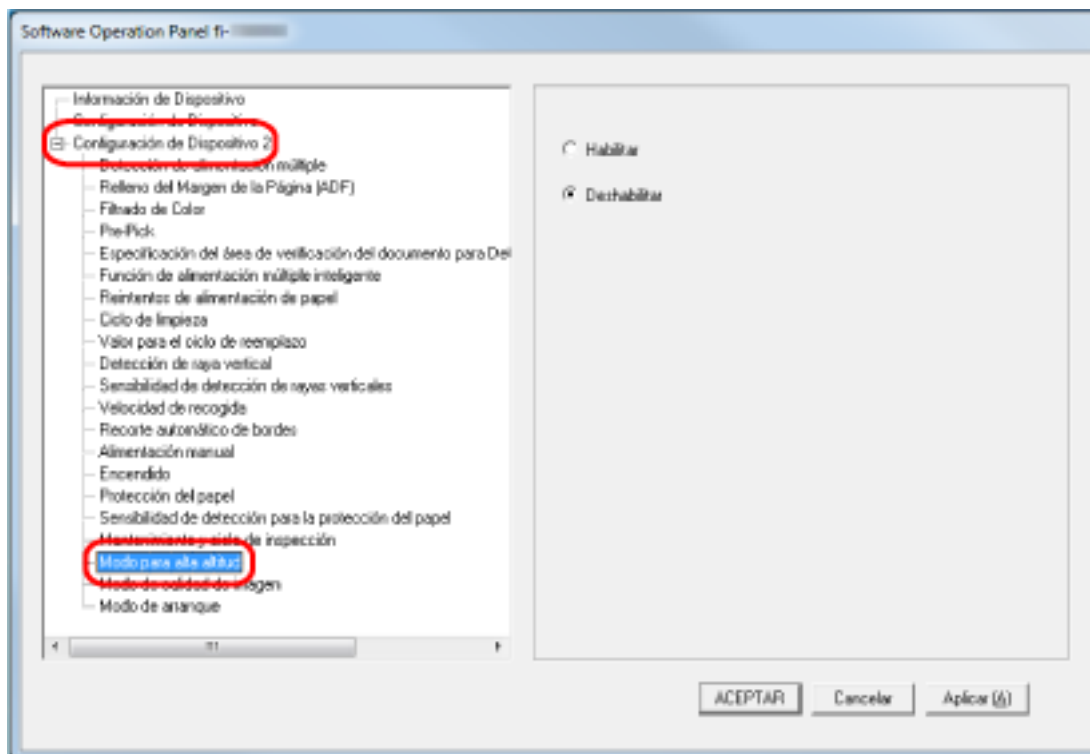 Software Operation Panel fi-
Información de Dispositivo
Configuración de Dispositivo
Configuración de Dispositivo 2
Detección de alimentación múltiple
Relleno del Margen de la Página (ADF)
Filtrado de Color
Pre-Pick
Especificación del área de verificación del documento para Det
Función de alimentación múltiple inteligente
Reintentos de alimentación de papel
Ciclo de limpieza
Valor para el ciclo de reemplazo
Detección de raya vertical
Sensibilidad de detección de rayas verticales
Velocidad de recogida
Recorte automático de bordes
Alimentación manual
Encendido
Protección del papel
Sensibilidad de detección para la protección del papel
Mantenimiento y ciclo de inspección
Modo para alta altitud
Modo de calidad de imagen
Modo de arranque
Habilitar
Deshabilitar
ACEPTAR
Cancelar
Aplicar (A)